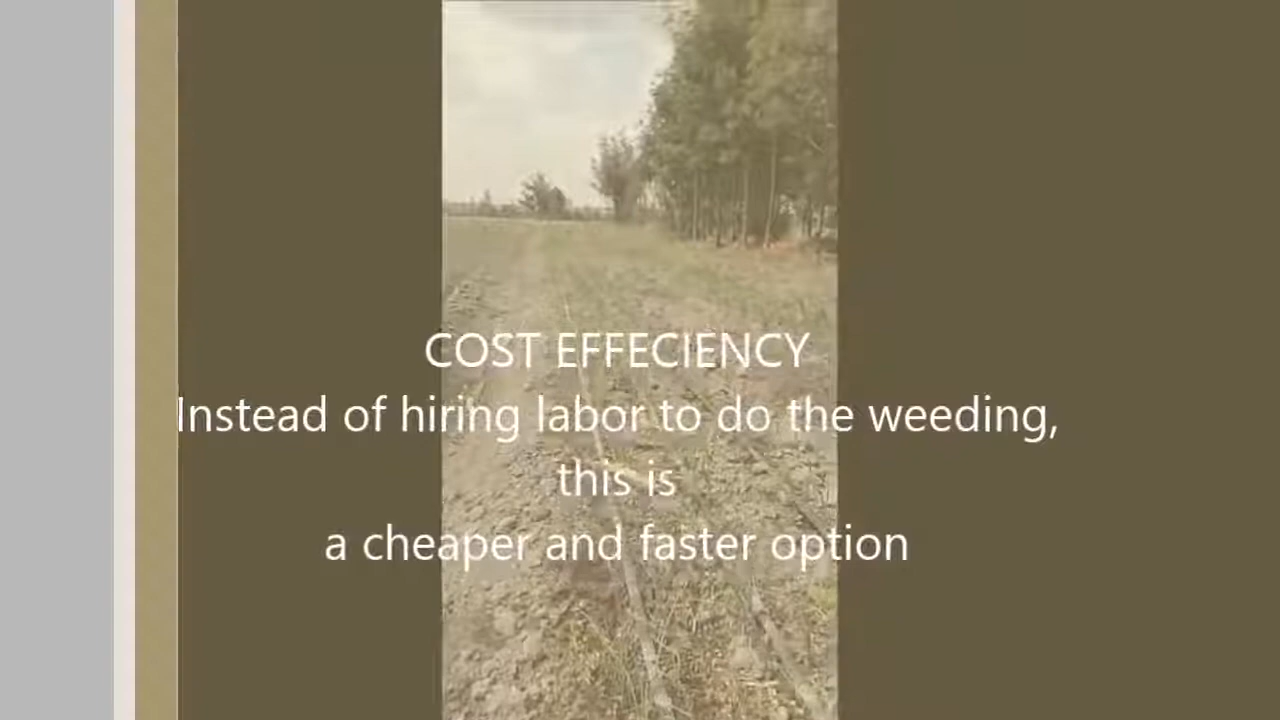 COST EFFECIENCY
Instead of hiring labor to do the weeding,
this is
a cheaper and faster option